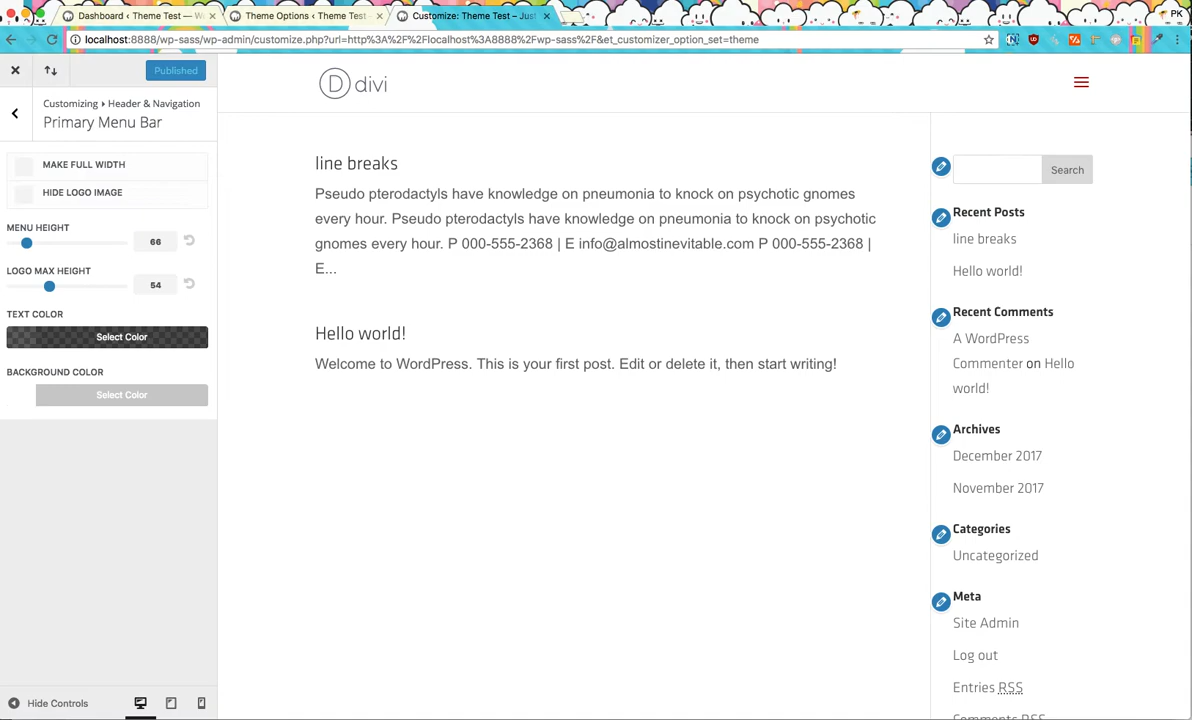 Dashboard ‹ Theme Test — W
Theme Options ‹ Theme Test –
Customize: Theme Test – Just
PK
localhost:8888/wp-sass/wp-admin/customize.php?url=http%3A%2F%2Flocalhost%3A8888%2Fwp-sass%2F&et_customizer_option_set=theme
Published
Customizing ▸ Header & Navigation
Primary Menu Bar
MAKE FULL WIDTH
HIDE LOGO IMAGE
MENU HEIGHT
66
LOGO MAX HEIGHT
54
TEXT COLOR
Select Color
BACKGROUND COLOR
Select Color
Hide Controls
D divi
line breaks
Pseudo pterodactyls have knowledge on pneumonia to knock on psychotic gnomes
every hour. Pseudo pterodactyls have knowledge on pneumonia to knock on psychotic
gnomes every hour. P 000-555-2368 | E info@almostinevitable.com P 000-555-2368 |
E...
Hello world!
Welcome to WordPress. This is your first post. Edit or delete it, then start writing!
Search
Recent Posts
line breaks
Hello world!
Recent Comments
A WordPress
Commenter on Hello
world!
Archives
December 2017
November 2017
Categories
Uncategorized
Meta
Site Admin
Log out
Entries RSS
Comments RSS